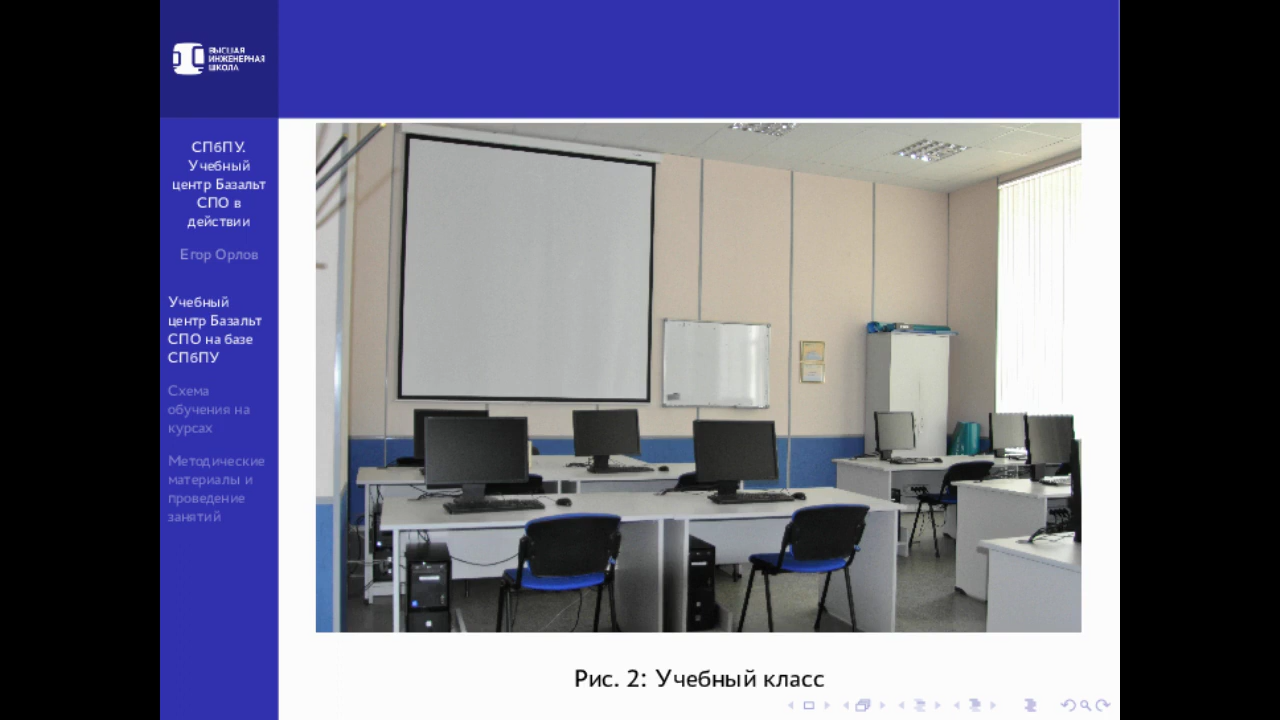 ВЫСШАЯ
ИНЖЕНЕРНАЯ
ШКОЛА
СПбПУ.
Учебный
центр Базальт
СПО в
действии
Егор Орлов
Учебный
центр Базальт
СПО на базе
СПбПУ
Схема
обучения на
курсах
Методические
материалы и
проведение
занятий
Рис. 2: Учебный класс